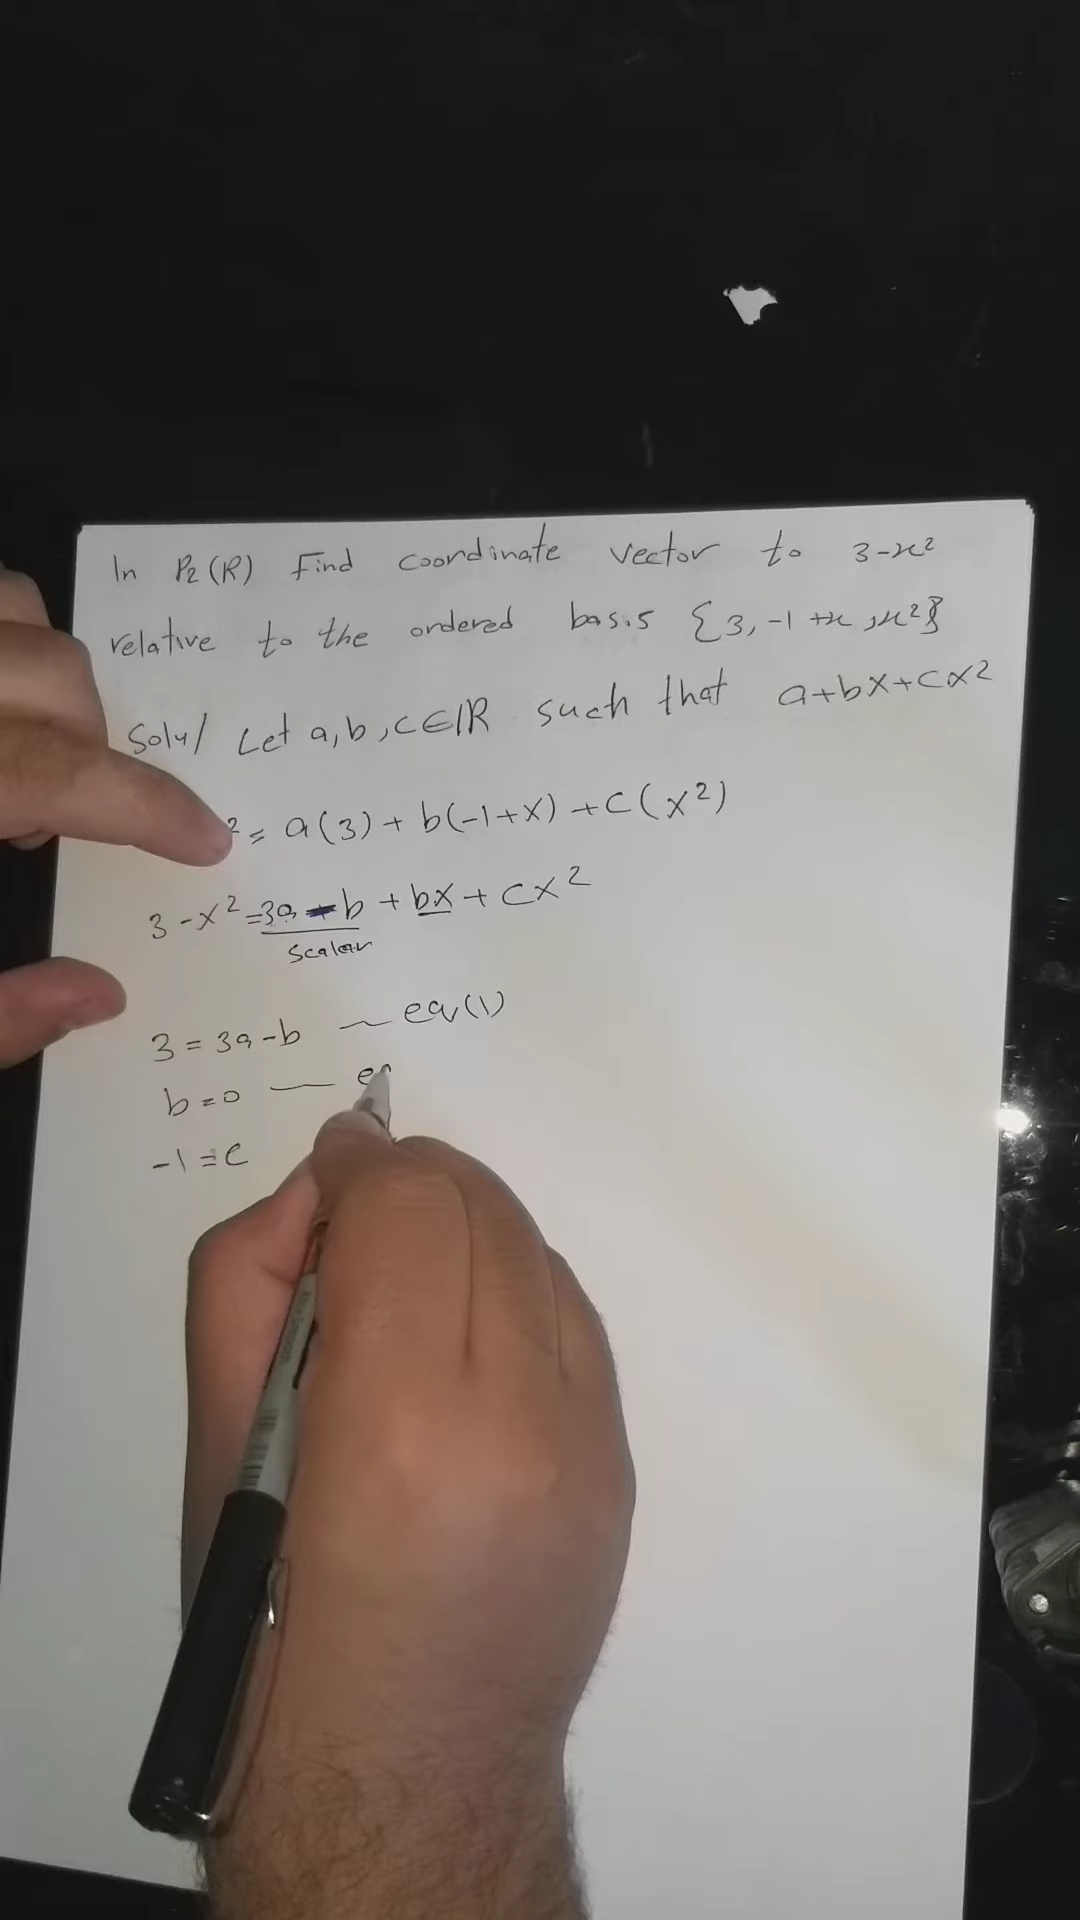 In P2(R) Find coordinate vector to 3-x²
relative to the ordered basis {3, -1+x, x²}
Solu/ Let a,b,c∈IR such that a+bx+cx²
² = a(3) + b(-1+x) + c(x²)
3-x² = 3a - b + bx + cx²
Scalar
3 = 3a-b — eq(1)
b=0 — e
-1=c